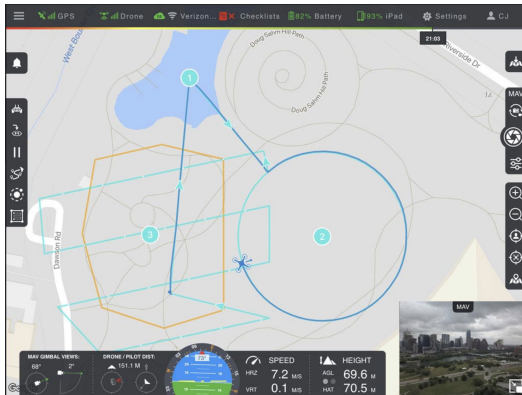 GPS Drone Verizon... Checklists 82% Battery 93% iPad Settings CJ
21:03
West Bou
Doug Sahm Hill Path
Riverside Dr
Doug Sahm Hill Path
1
MAV
3
2
Dawson Rd
MAV
MAV GIMBAL VIEWS:
68° 2°
DRONE / PILOT DIST:
151.1 M
73°
SPEED
HRZ 7.2 M/S
VRT 0.1 M/S
HEIGHT
AGL 69.6 M
HAT 70.5 M